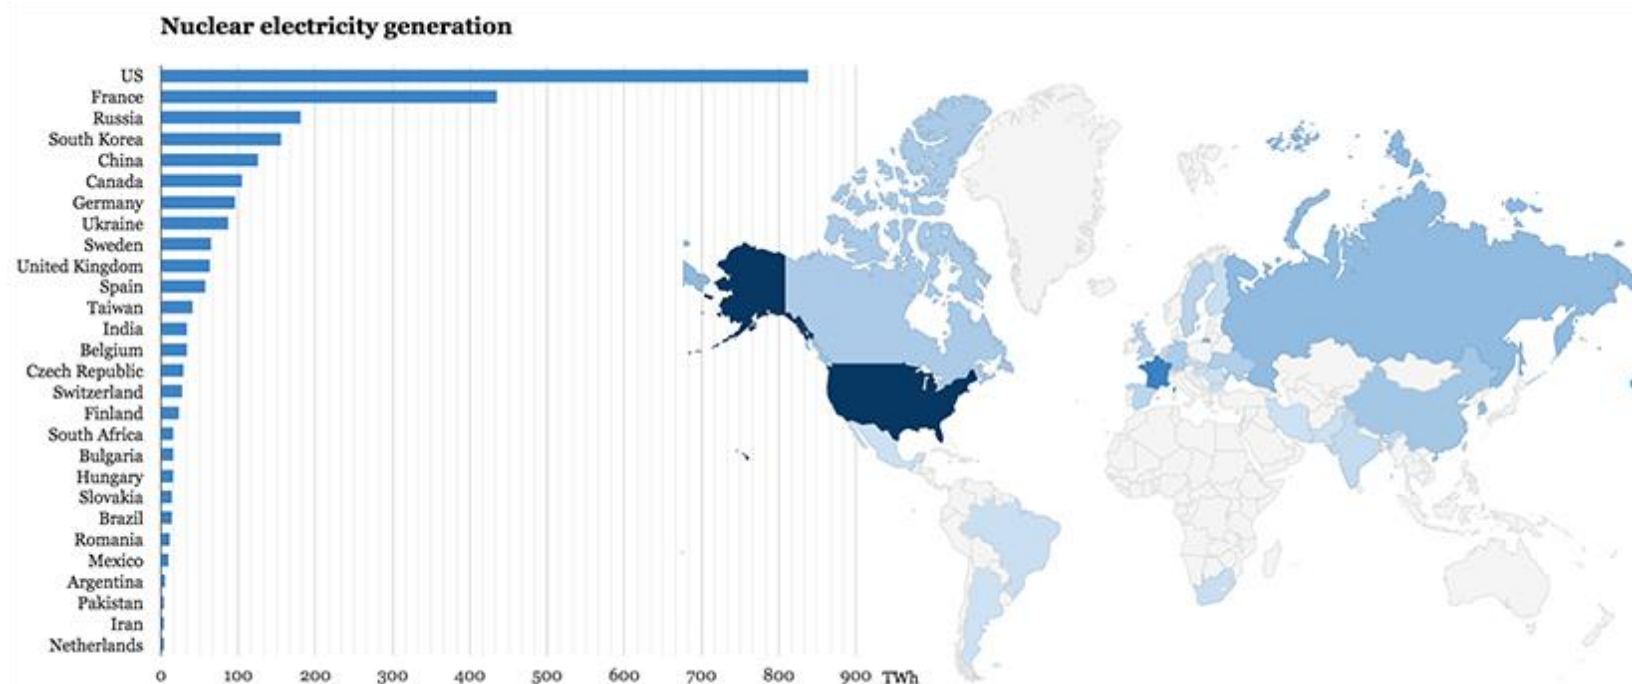 Nuclear electricity generation
US
France
Russia
South Korea
China
Canada
Germany
Ukraine
Sweden
United Kingdom
Spain
Taiwan
India
Belgium
Czech Republic
Switzerland
Finland
South Africa
Bulgaria
Hungary
Slovakia
Brazil
Romania
Mexico
Argentina
Pakistan
Iran
Netherlands
0 100 200 300 400 500 600 700 800 900 TWh